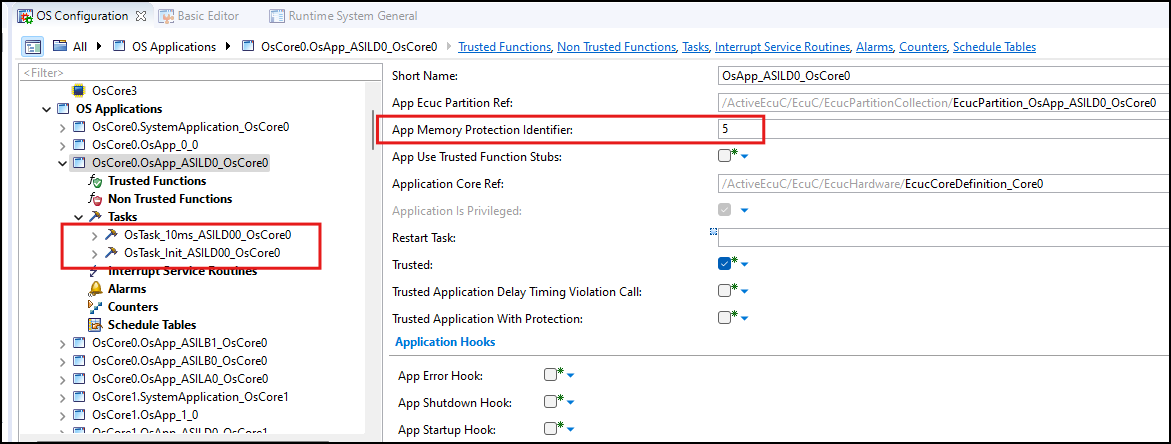 OS Configuration Basic Editor Runtime System General
All OS Applications OsCore0.OsApp_ASILD0_OsCore0 Trusted Functions, Non Trusted Functions, Tasks, Interrupt Service Routines, Alarms, Counters, Schedule Tables
<Filter>
OsCore3
OS Applications
OsCore0.SystemApplication_OsCore0
OsCore0.OsApp_0_0
OsCore0.OsApp_ASILD0_OsCore0
Trusted Functions
Non Trusted Functions
Tasks
OsTask_10ms_ASILD00_OsCore0
OsTask_Init_ASILD00_OsCore0
Interrupt Service Routines
Alarms
Counters
Schedule Tables
OsCore0.OsApp_ASILB1_OsCore0
OsCore0.OsApp_ASILB0_OsCore0
OsCore0.OsApp_ASILA0_OsCore0
OsCore1.SystemApplication_OsCore1
OsCore1.OsApp_1_0
OsCore1.OsApp_ASILD0_OsCore1
Short Name: OsApp_ASILD0_OsCore0
App Ecuc Partition Ref: /ActiveEcuC/EcuC/EcucPartitionCollection/EcucPartition_OsApp_ASILD0_OsCore0
App Memory Protection Identifier: 5
App Use Trusted Function Stubs:
Application Core Ref: /ActiveEcuC/EcuC/EcucHardware/EcucCoreDefinition_Core0
Application Is Privileged:
Restart Task:
Trusted:
Trusted Application Delay Timing Violation Call:
Trusted Application With Protection:
Application Hooks
App Error Hook:
App Shutdown Hook:
App Startup Hook: